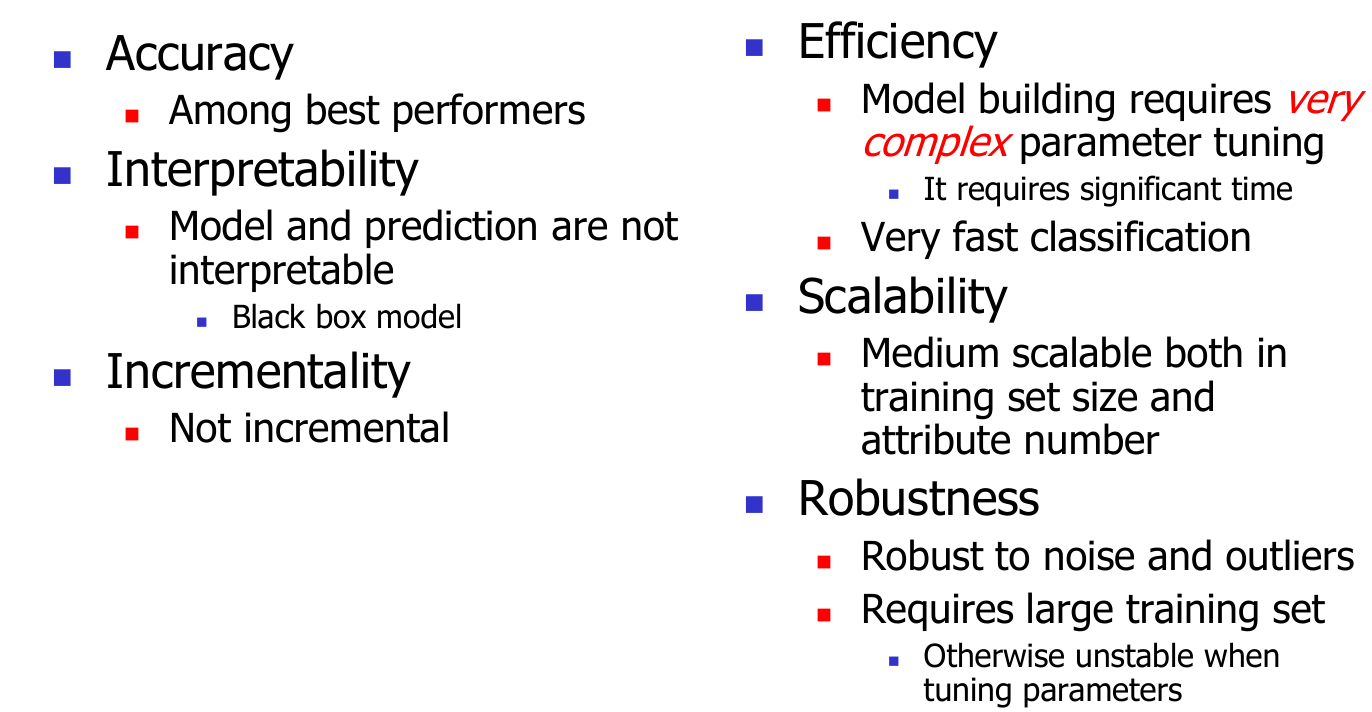 Accuracy
Among best performers
Interpretability
Model and prediction are not
interpretable
Black box model
Incrementality
Not incremental
Efficiency
Model building requires very
complex parameter tuning
It requires significant time
Very fast classification
Scalability
Medium scalable both in
training set size and
attribute number
Robustness
Robust to noise and outliers
Requires large training set
Otherwise unstable when
tuning parameters